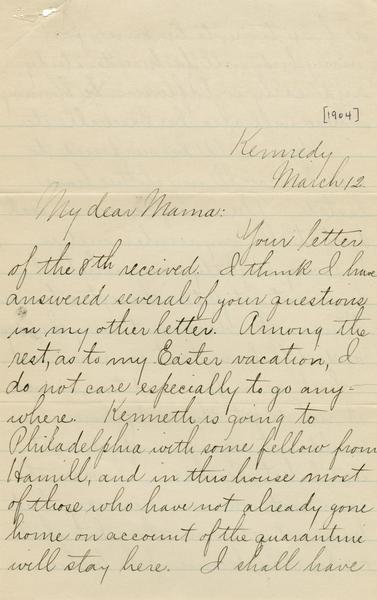 [1904]
Kennedy
March 12.
My dear Mama:
Your letter
of the 8th received. I think I have
answered several of your questions
in my other letter. Among the
rest, as to my Easter vacation, I
do not care especially to go any=
where. Kenneth is going to
Philadelphia with some fellow from
Hamill, and in this house most
of those who have not already gone
home on account of the quarantine
will stay here. I shall have